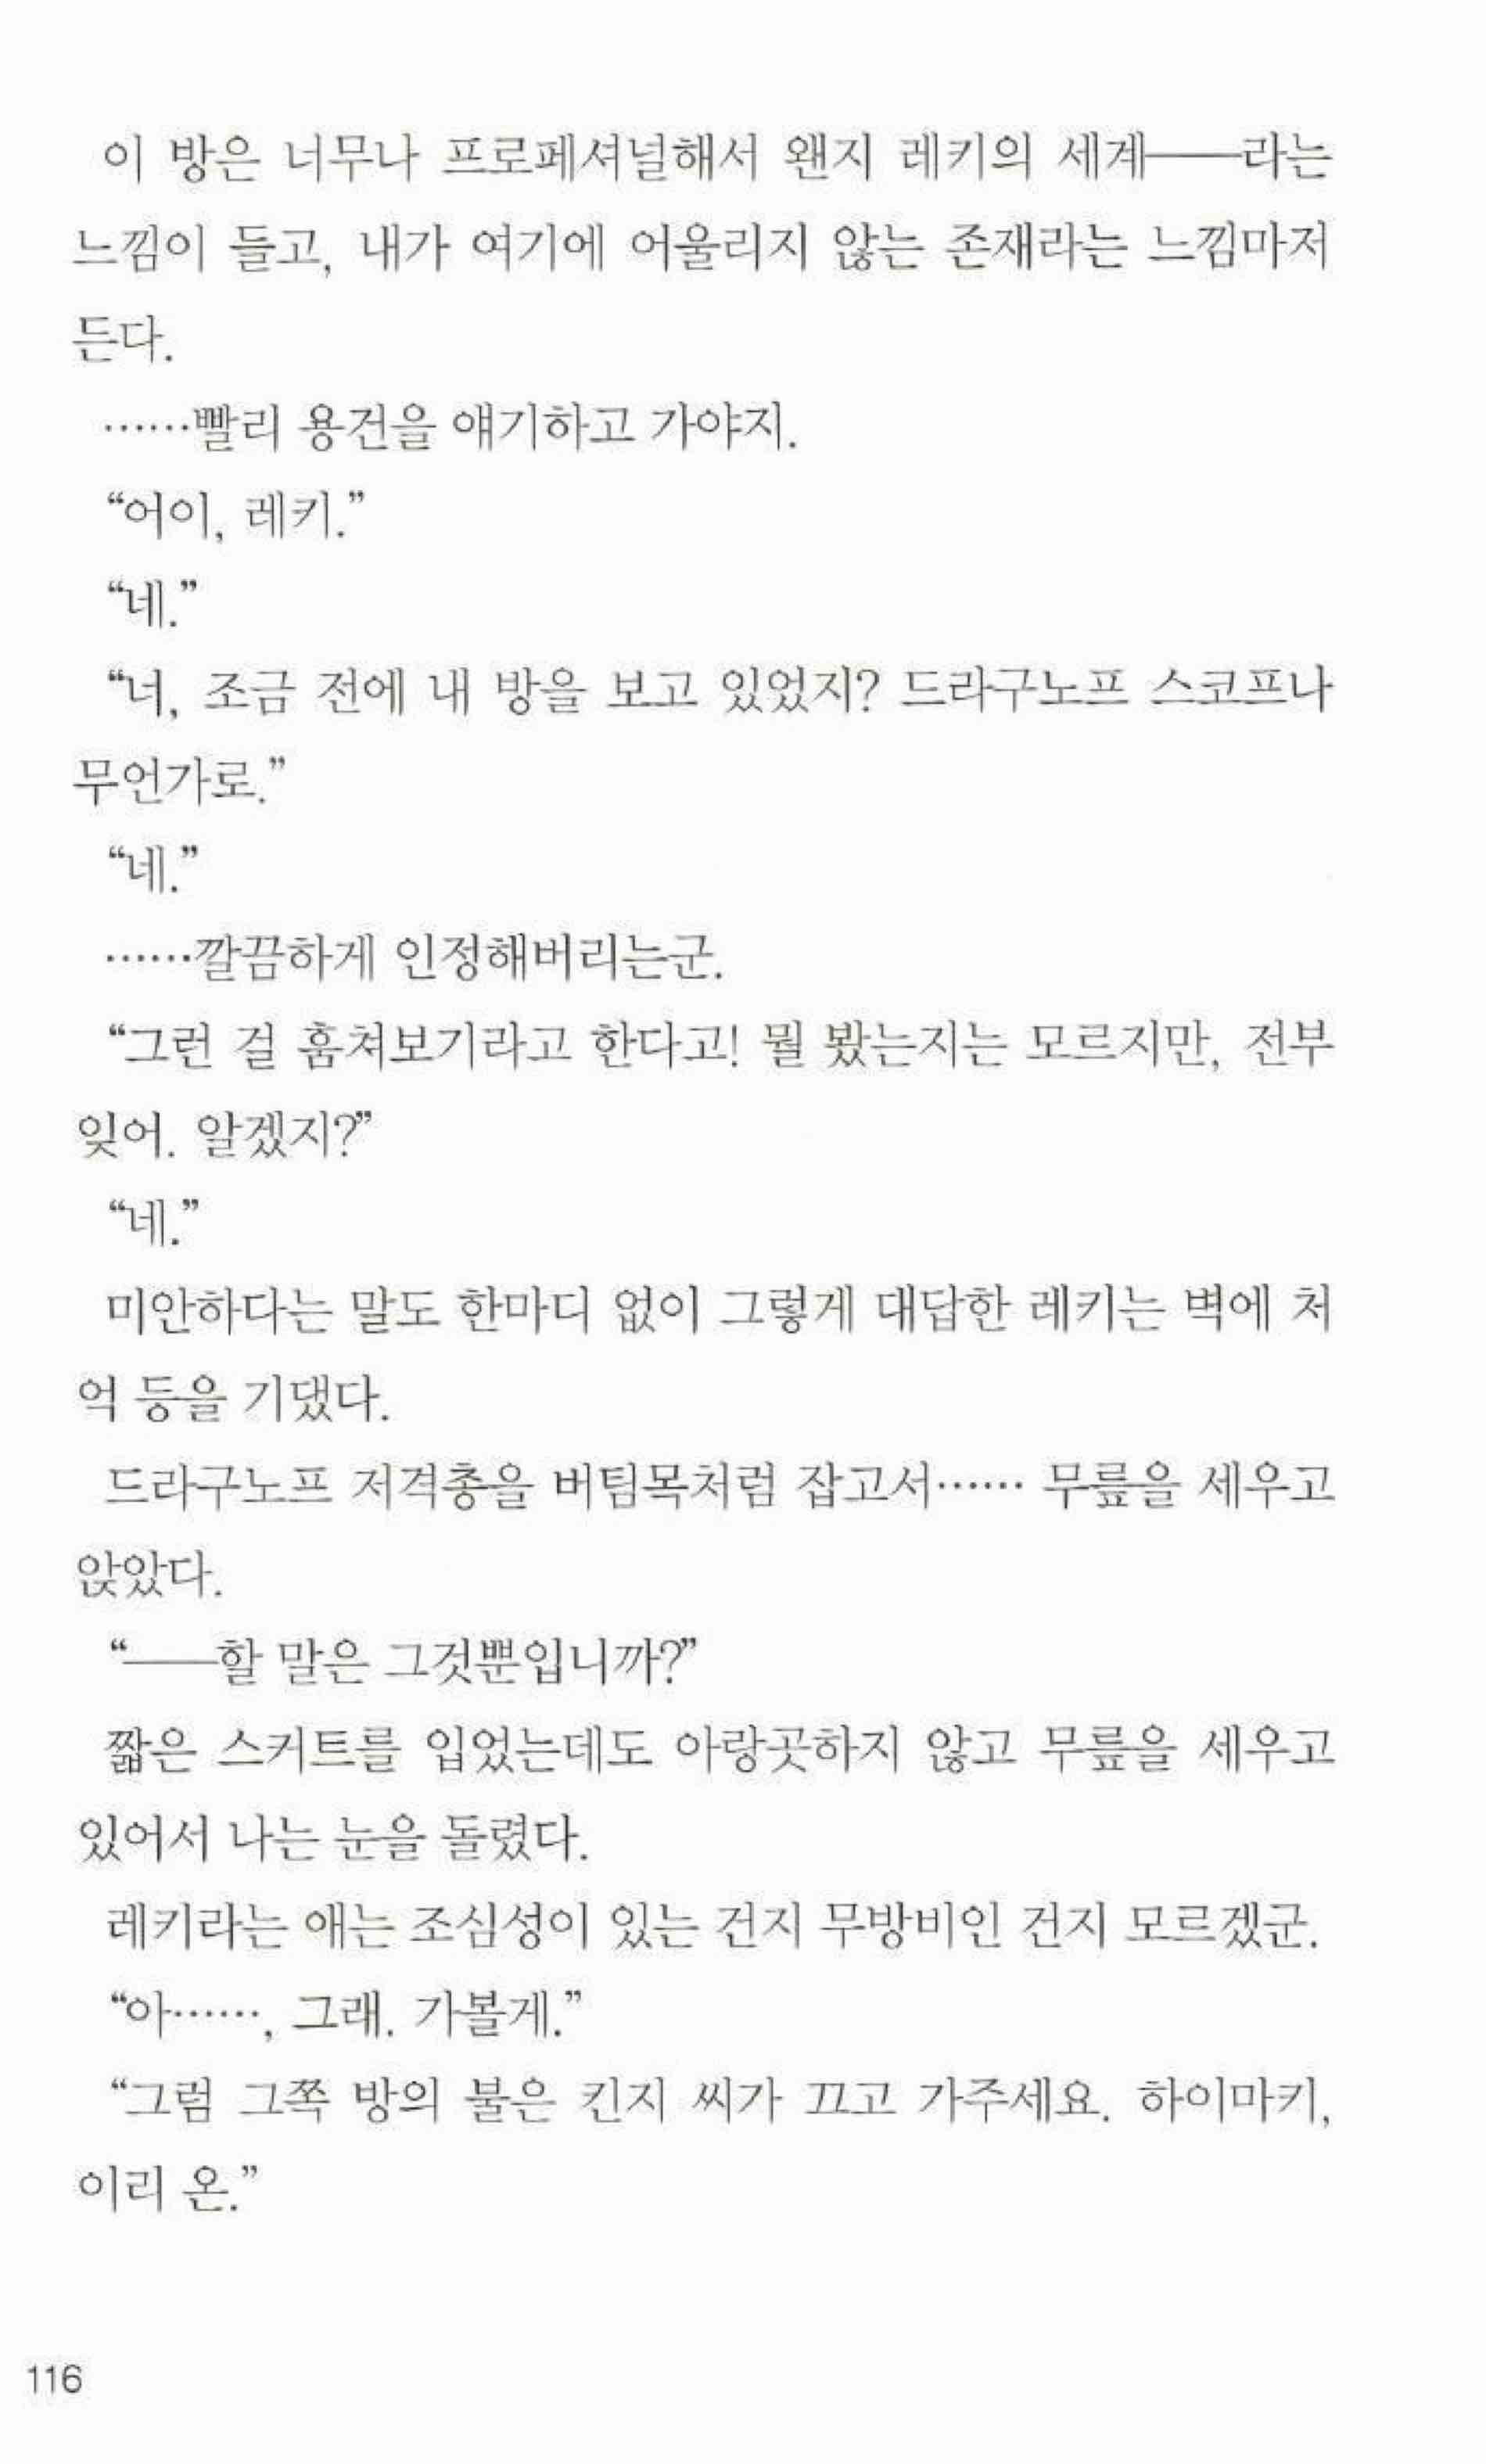 이 방은 너무나 프로페셔널해서 왠지 레키의 세계──라는
느낌이 들고, 내가 여기에 어울리지 않는 존재라는 느낌마저
든다.
……빨리 용건을 얘기하고 가야지.
“어이, 레키.”
“네.”
“너, 조금 전에 내 방을 보고 있었지? 드라구노프 스코프나
무언가로.”
“네.”
……깔끔하게 인정해버리는군.
“그런 걸 훔쳐보기라고 한다고! 뭘 봤는지는 모르지만, 전부
잊어. 알겠지?”
“네.”
미안하다는 말도 한마디 없이 그렇게 대답한 레키는 벽에 처
억 등을 기댔다.
드라구노프 저격총을 버팀목처럼 잡고서…… 무릎을 세우고
앉았다.
“──할 말은 그것뿐입니까?”
짧은 스커트를 입었는데도 아랑곳하지 않고 무릎을 세우고
있어서 나는 눈을 돌렸다.
레키라는 애는 조심성이 있는 건지 무방비인 건지 모르겠군.
“아……, 그래. 가볼게.”
“그럼 그쪽 방의 불은 킨지 씨가 끄고 가주세요. 하이마키,
이리 온.”
116